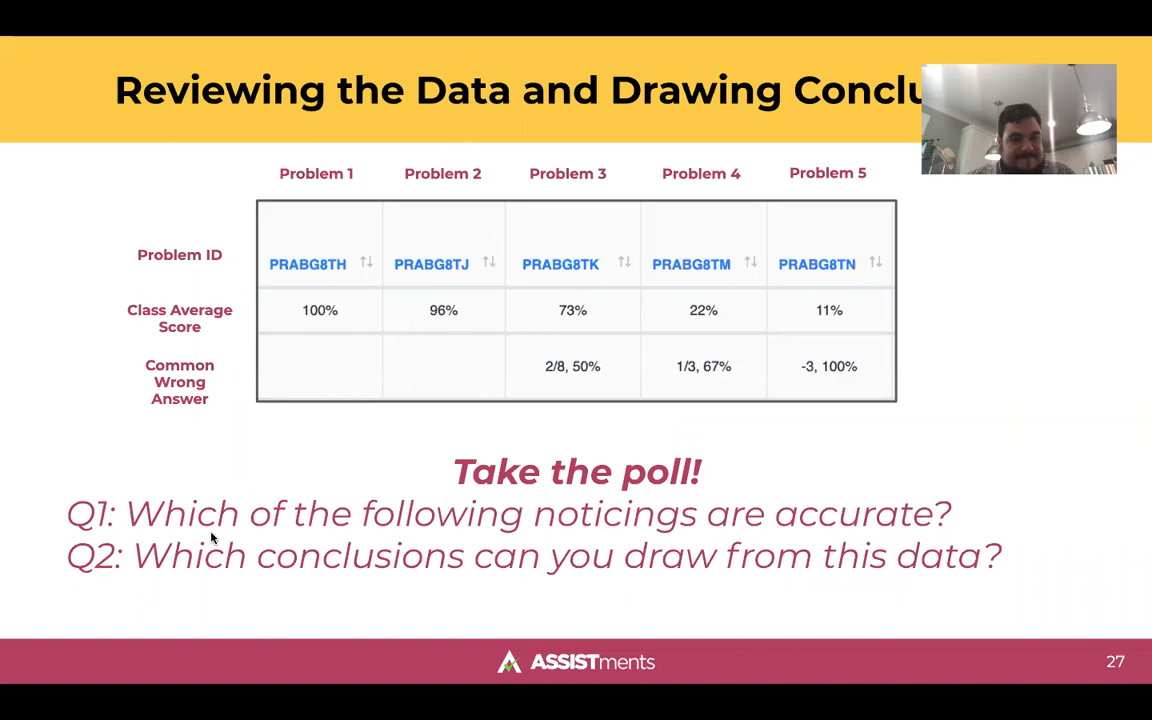 Reviewing the Data and Drawing Conclu
Problem 1 Problem 2 Problem 3 Problem 4 Problem 5
Problem ID PRABG8TH PRABG8TJ PRABG8TK PRABG8TM PRABG8TN
Class Average
Score
100% 96% 73% 22% 11%
Common
Wrong
Answer
2/8, 50% 1/3, 67% -3, 100%
Take the poll!
Q1: Which of the following noticings are accurate?
Q2: Which conclusions can you draw from this data?
ASSISTments
27